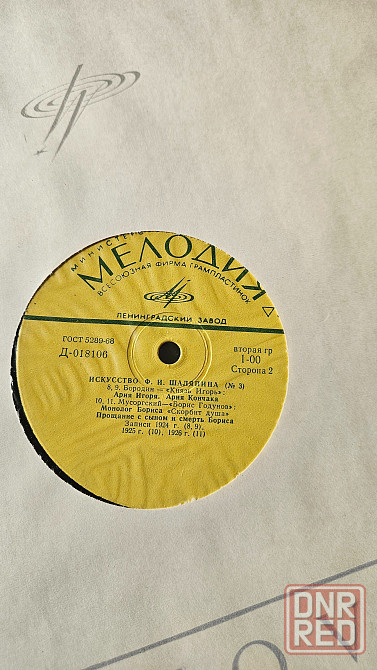 МИНИСТЕРС
МЕЛОДИЯ
ВСЕСОЮЗНАЯ ФИРМА ГРАМПЛАСТИНОК
ЛЕНИНГРАДСКИЙ ЗАВОД
ГОСТ 5289-68
Д-018106
вторая гр
1-00
Сторона 2
ИСКУССТВО Ф. И. ШАЛЯПИНА (№ 3)
8, 9. Бородин — «Князь Игорь»:
Ария Игоря. Ария Кончака
10, 11. Мусоргский—«Борис Годунов»:
Монолог Бориса «Скорбит душа»
Прощание с сыном и смерть Бориса
Записи 1924 г. (8, 9),
1925 г. (10), 1926 г. (11)
DNR
RED